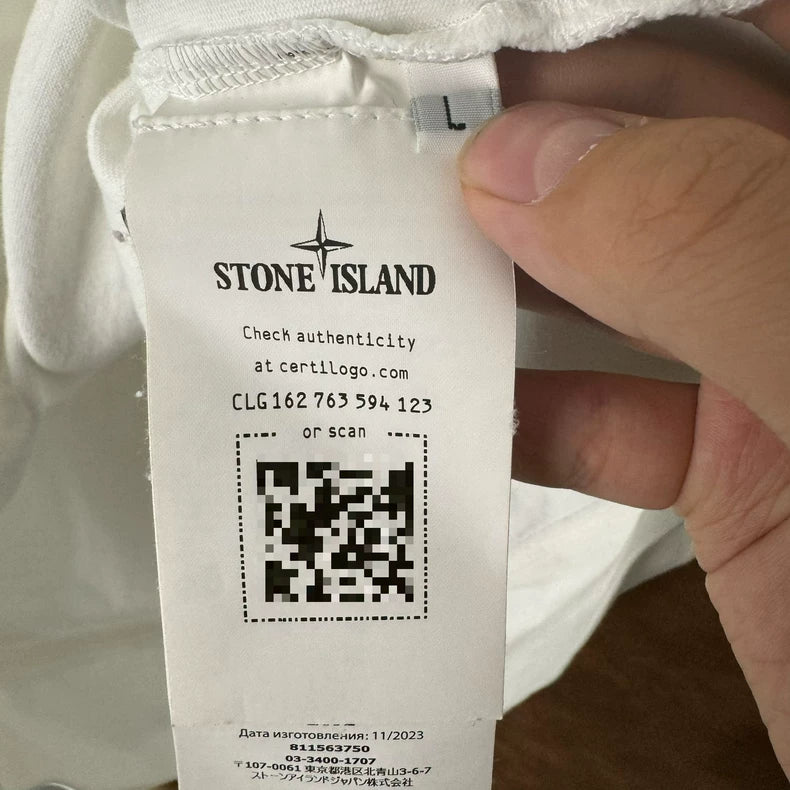 L
STONE ISLAND
Check authenticity
at certilogo.com
CLG 162 763 594 123
or scan
Дата изготовления: 11/2023
811563750
03-3400-1707
〒107-0061 東京都港区北青山3-6-7
ストーンアイランドジャパン株式会社